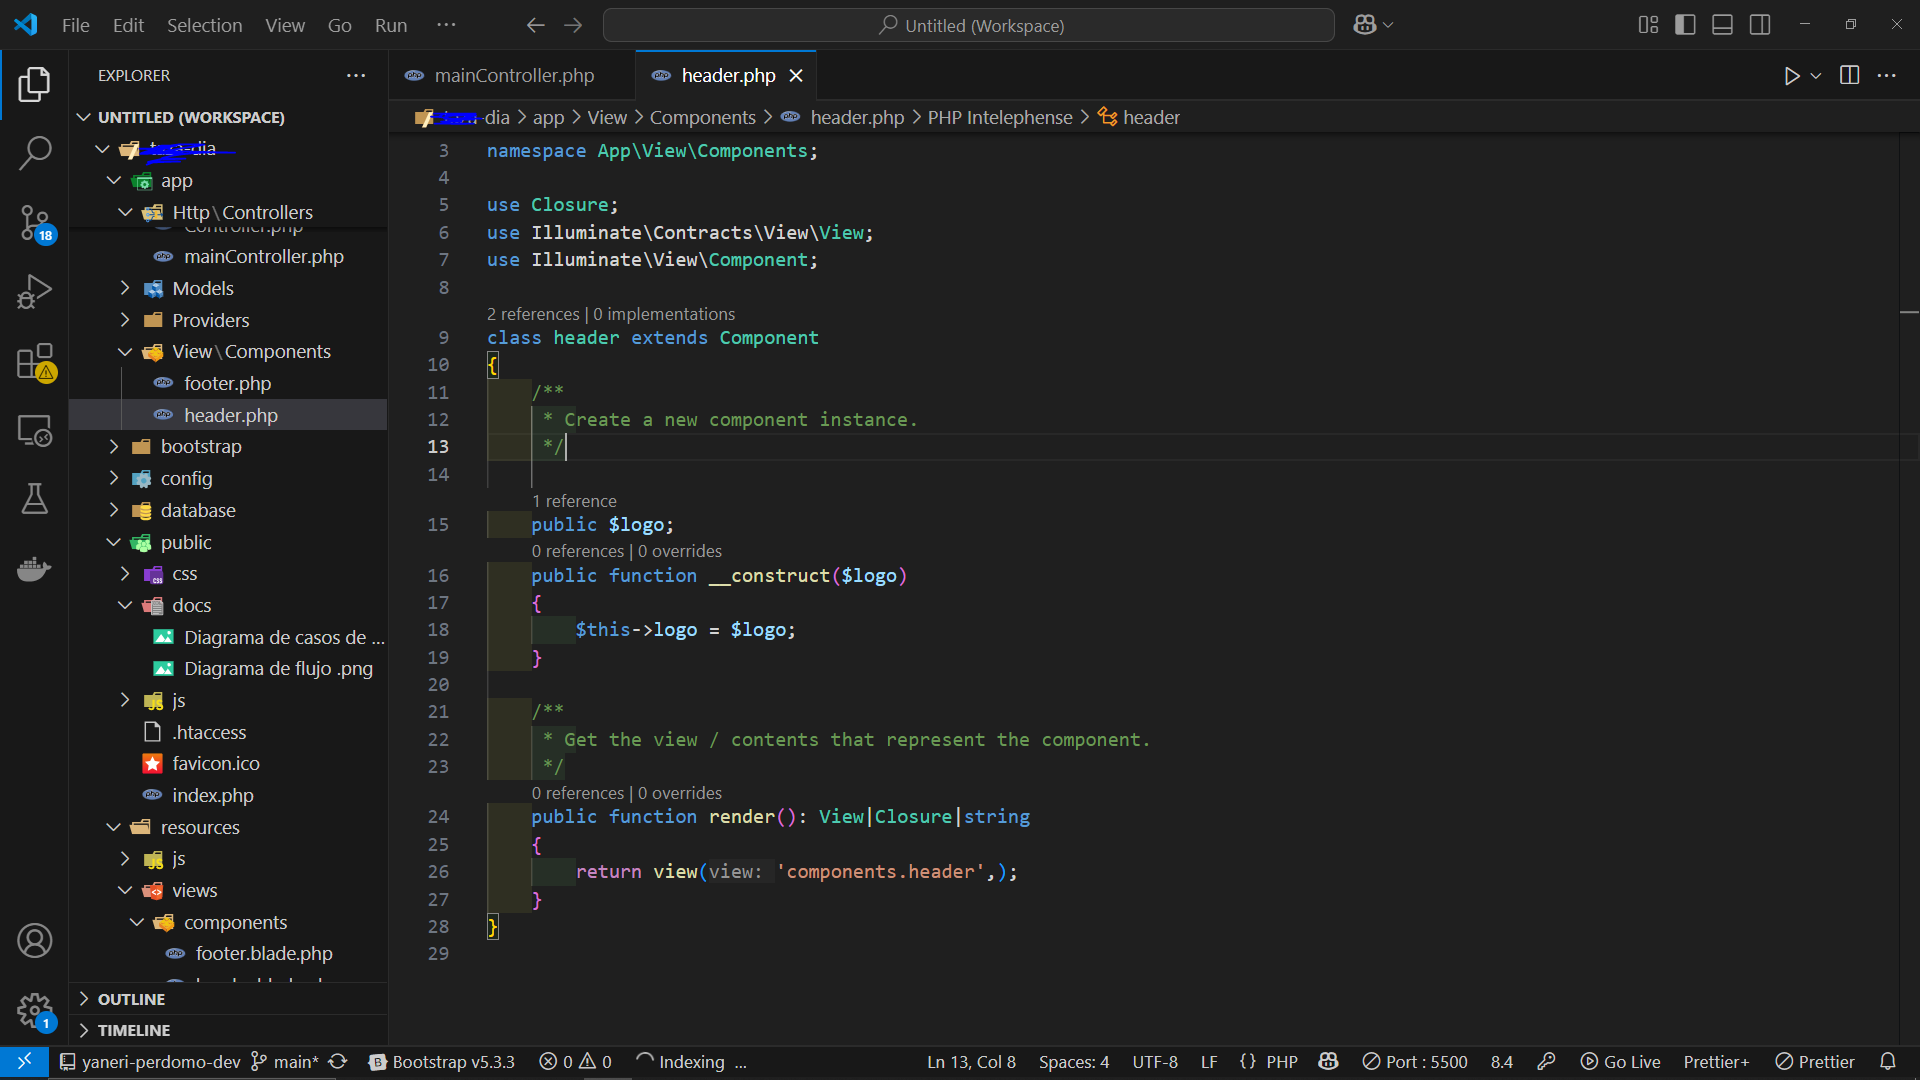 File Edit Selection View Go Run ...
Untitled (Workspace)
EXPLORER
mainController.php
header.php
-dia > app > View > Components > header.php > PHP Intelephense > header
UNTITLED (WORKSPACE)
-dia
app
Http\Controllers
Controller.php
mainController.php
Models
Providers
View\Components
footer.php
header.php
bootstrap
config
database
public
css
docs
Diagrama de casos de ...
Diagrama de flujo .png
js
.htaccess
favicon.ico
index.php
resources
js
views
components
footer.blade.php
OUTLINE
TIMELINE
18
1
3 namespace App\View\Components;
4
5 use Closure;
6 use Illuminate\Contracts\View\View;
7 use Illuminate\View\Component;
8
2 references | 0 implementations
9 class header extends Component
10 {
11 /**
12 * Create a new component instance.
13 */
14
1 reference
15 public $logo;
0 references | 0 overrides
16 public function __construct($logo)
17 {
18 $this->logo = $logo;
19 }
20
21 /**
22 * Get the view / contents that represent the component.
23 */
0 references | 0 overrides
24 public function render(): View|Closure|string
25 {
26 return view(view: 'components.header',);
27 }
28 }
29
yaneri-perdomo-dev main* Bootstrap v5.3.3 0 0 Indexing ... Ln 13, Col 8 Spaces: 4 UTF-8 LF {} PHP Port : 5500 8.4 Go Live Prettier+ Prettier